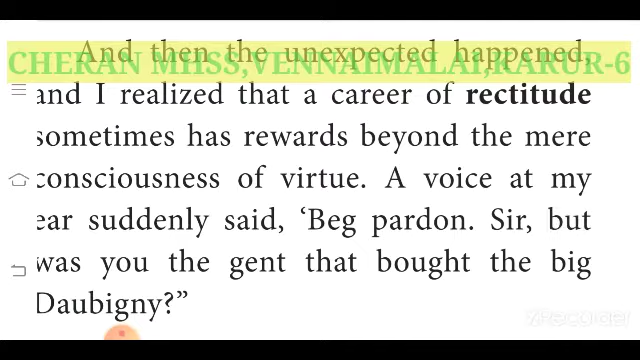 CHERAN MHSS,VENNAIMALAI,KARUR-6
And then the unexpected happened,
and I realized that a career of rectitude
sometimes has rewards beyond the mere
consciousness of virtue. A voice at my
ear suddenly said, ‘Beg pardon. Sir, but
was you the gent that bought the big
Daubigny?”